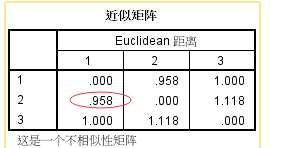 近似矩阵
Euclidean 距离
1 2 3
1 .000 .958 1.000
2 .958 .000 1.118
3 1.000 1.118 .000
这是一个不相似性矩阵